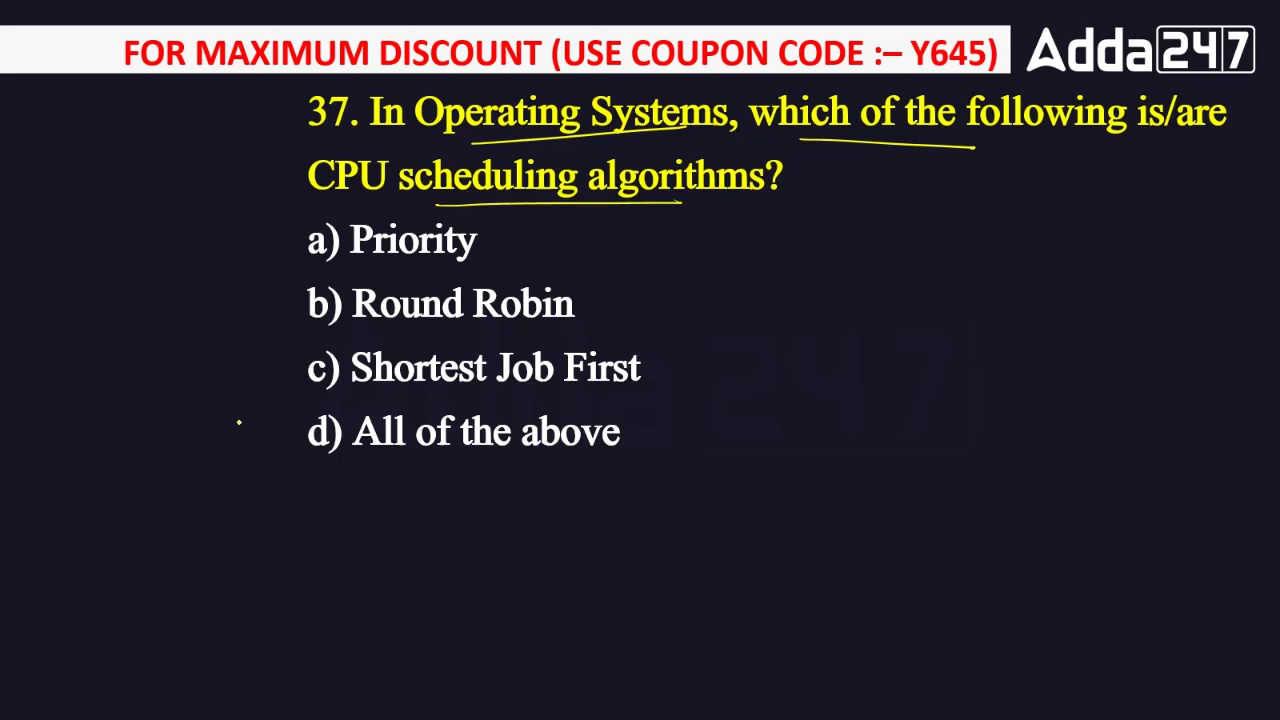 FOR MAXIMUM DISCOUNT (USE COUPON CODE :– Y645)
Adda247
37. In Operating Systems, which of the following is/are
CPU scheduling algorithms?
a) Priority
b) Round Robin
c) Shortest Job First
d) All of the above